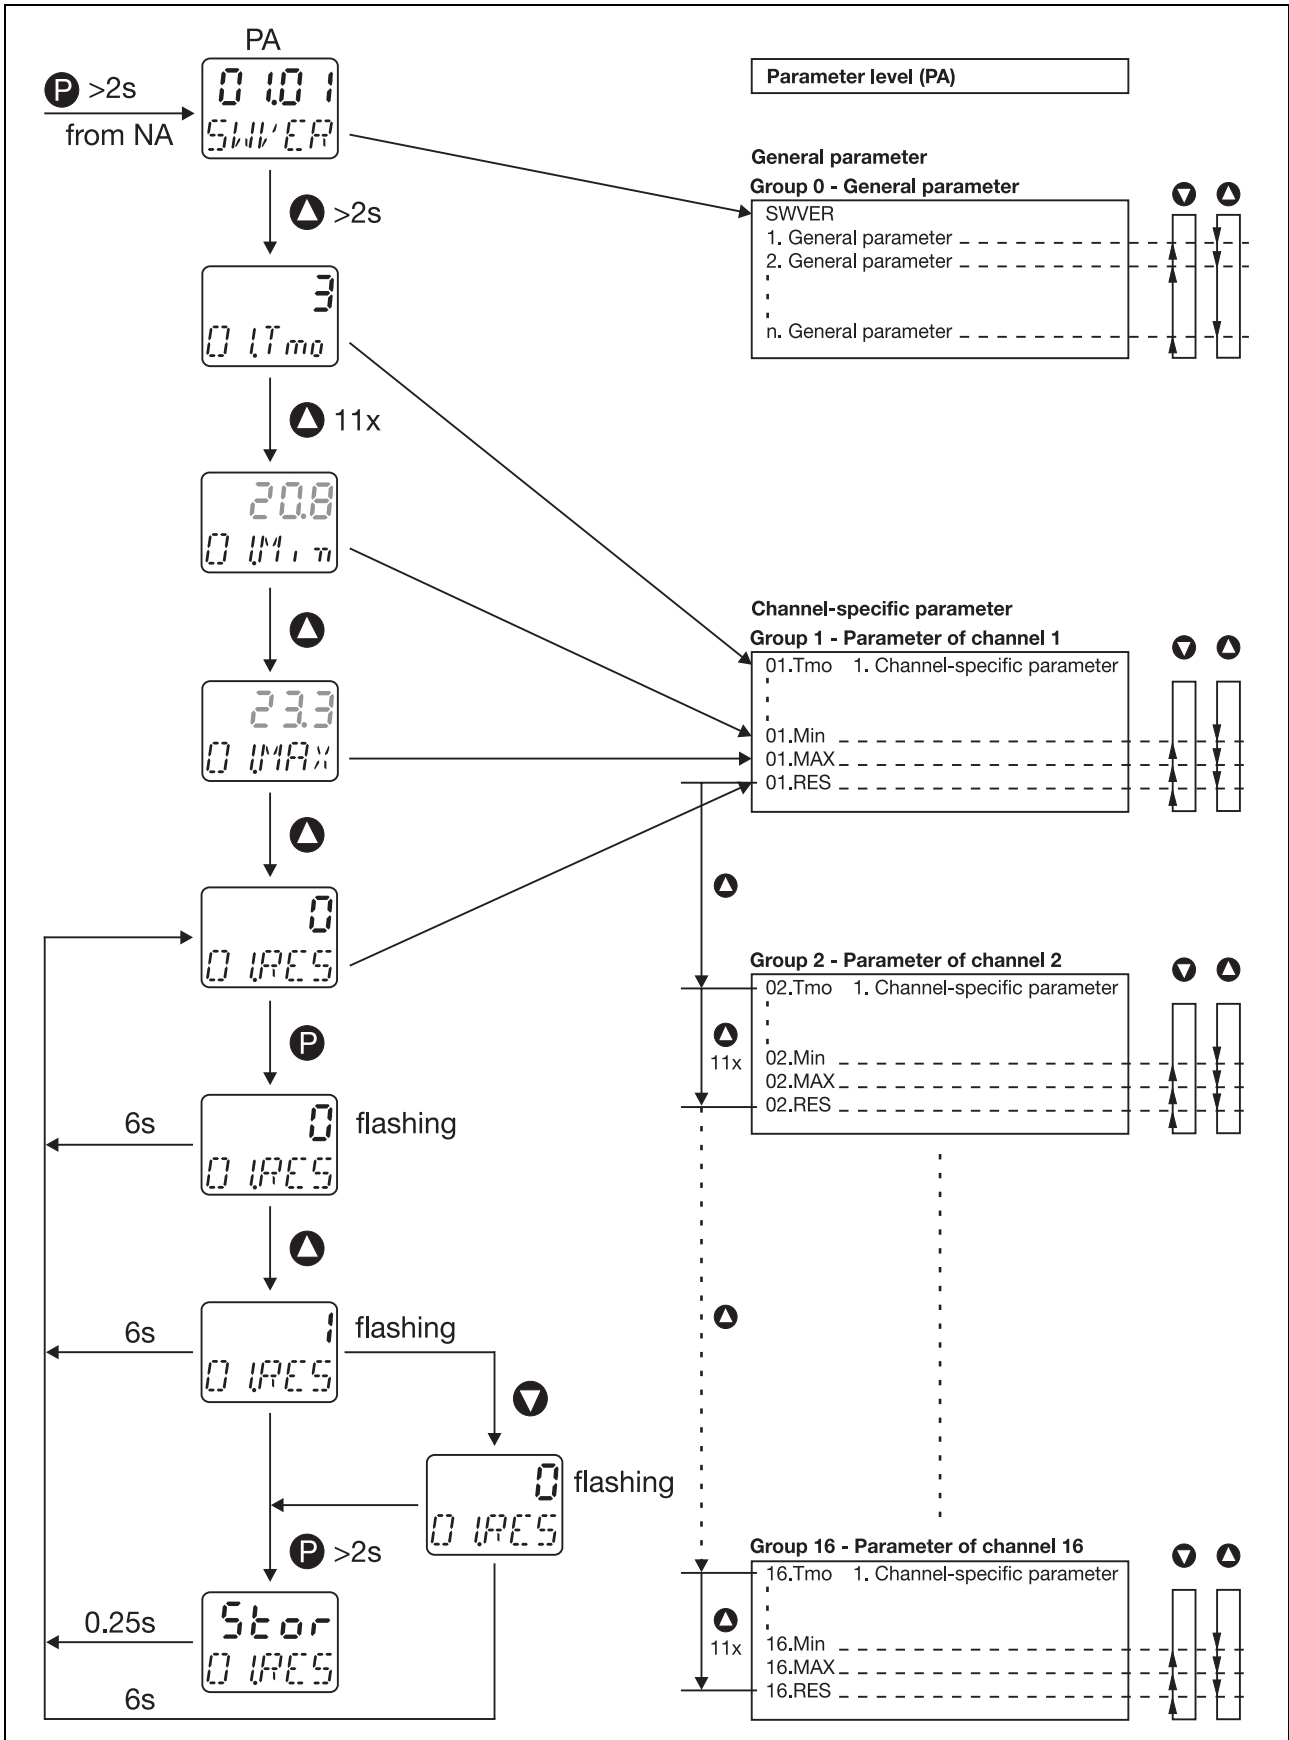 PA
01.01
SWVER
P >2s
from NA
>2s
3
01.Tmo
11x
20.8
01.Min
23.3
01.MAX
0
01.RES
P
0
01.RES
flashing
6s
1
01.RES
flashing
6s
0
01.RES
flashing
P >2s
Stor
01.RES
0.25s
6s
Parameter level (PA)
General parameter
Group 0 - General parameter
SWVER
1. General parameter
2. General parameter
n. General parameter
Channel-specific parameter
Group 1 - Parameter of channel 1
01.Tmo 1. Channel-specific parameter
01.Min
01.MAX
01.RES
Group 2 - Parameter of channel 2
02.Tmo 1. Channel-specific parameter
11x
02.Min
02.MAX
02.RES
Group 16 - Parameter of channel 16
16.Tmo 1. Channel-specific parameter
11x
16.Min
16.MAX
16.RES